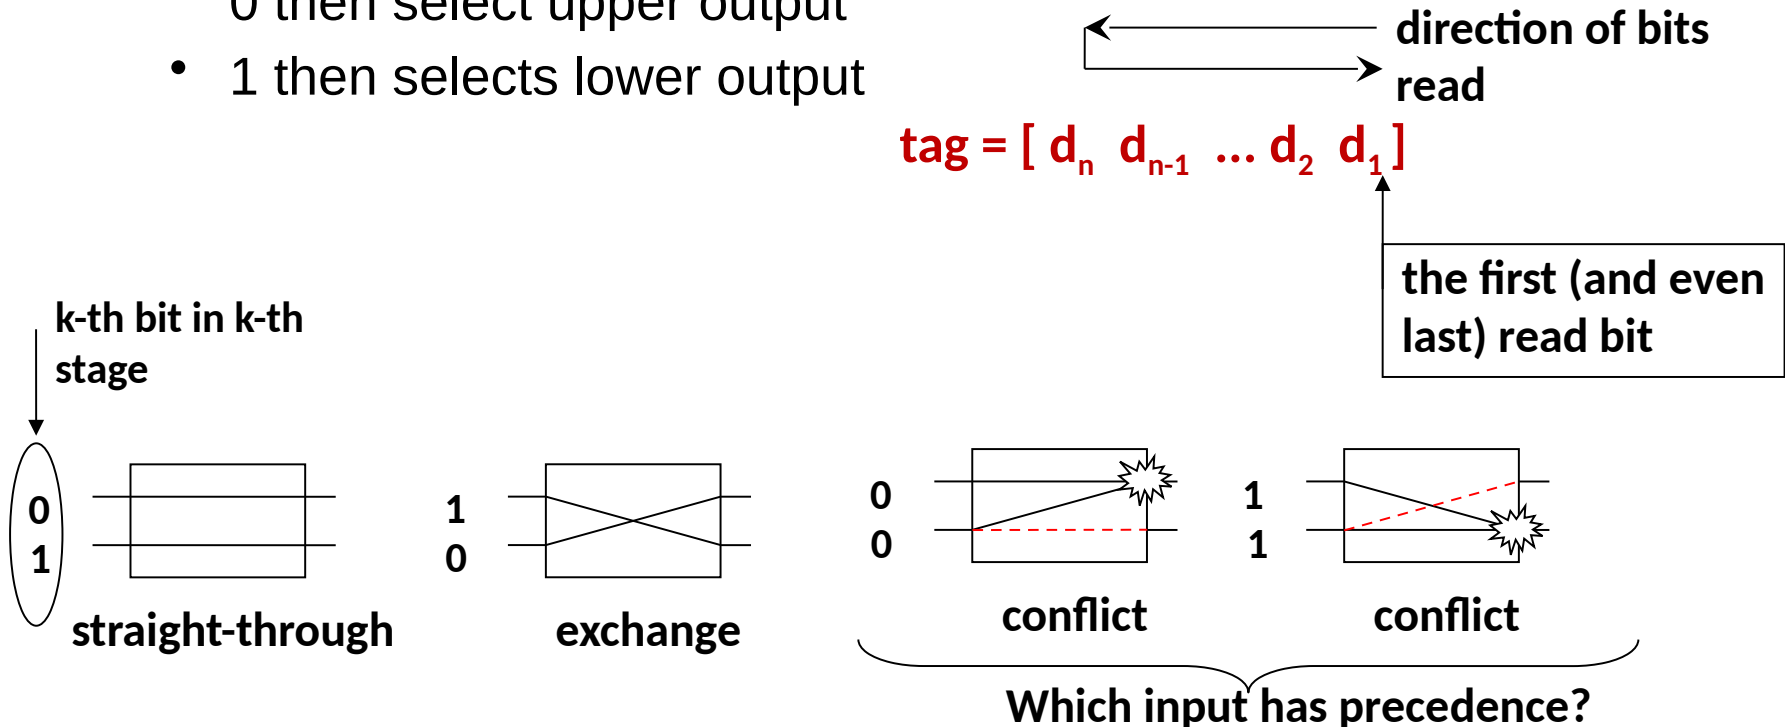 0 then select upper output
• 1 then selects lower output
direction of bits
read
tag = [ dn dn-1 ... d2 d1 ]
the first (and even
last) read bit
k-th bit in k-th
stage
0
1
straight-through
1
0
exchange
0
0
conflict
1
1
conflict
Which input has precedence?